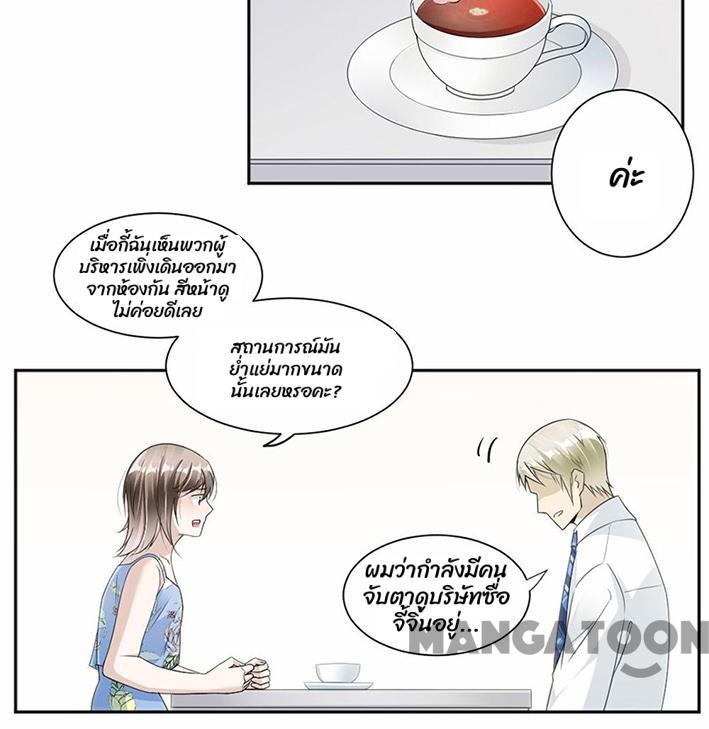 ค่ะ
เมื่อกี้ฉันเห็นพวกผู้
บริหารเพิ่งเดินออกมา
จากห้องกัน สีหน้าดู
ไม่ค่อยดีเลย
สถานการณ์มัน
ย่ำแย่มากขนาด
นั้นเลยหรอคะ?
ผมว่ากำลังมีคน
จับตาดูบริษัทซื่อ
จี้จิ่นอยู่...
MANGATOON